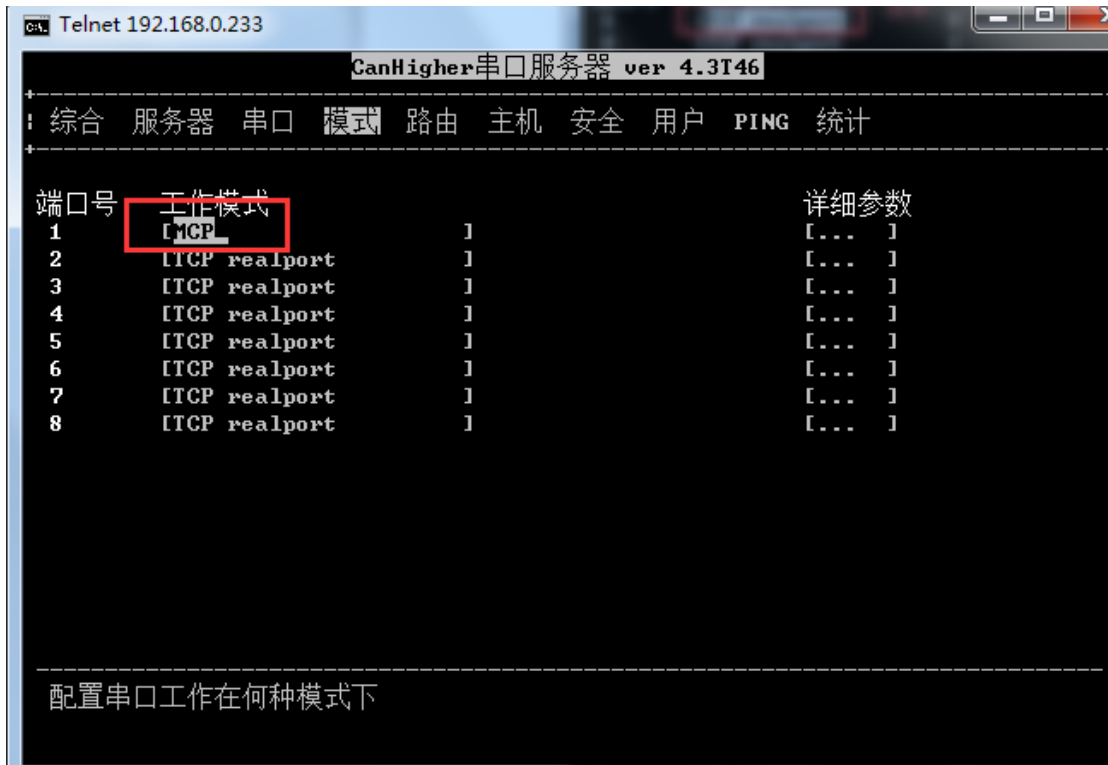 Telnet 192.168.0.233
CanHigher串口服务器 ver 4.3T46
综合 服务器 串口 模式 路由 主机 安全 用户 PING 统计
端口号 工作模式 详细参数
1 [MCP_ ] [... ]
2 [TCP realport ] [... ]
3 [TCP realport ] [... ]
4 [TCP realport ] [... ]
5 [TCP realport ] [... ]
6 [TCP realport ] [... ]
7 [TCP realport ] [... ]
8 [TCP realport ] [... ]
配置串口工作在何种模式下